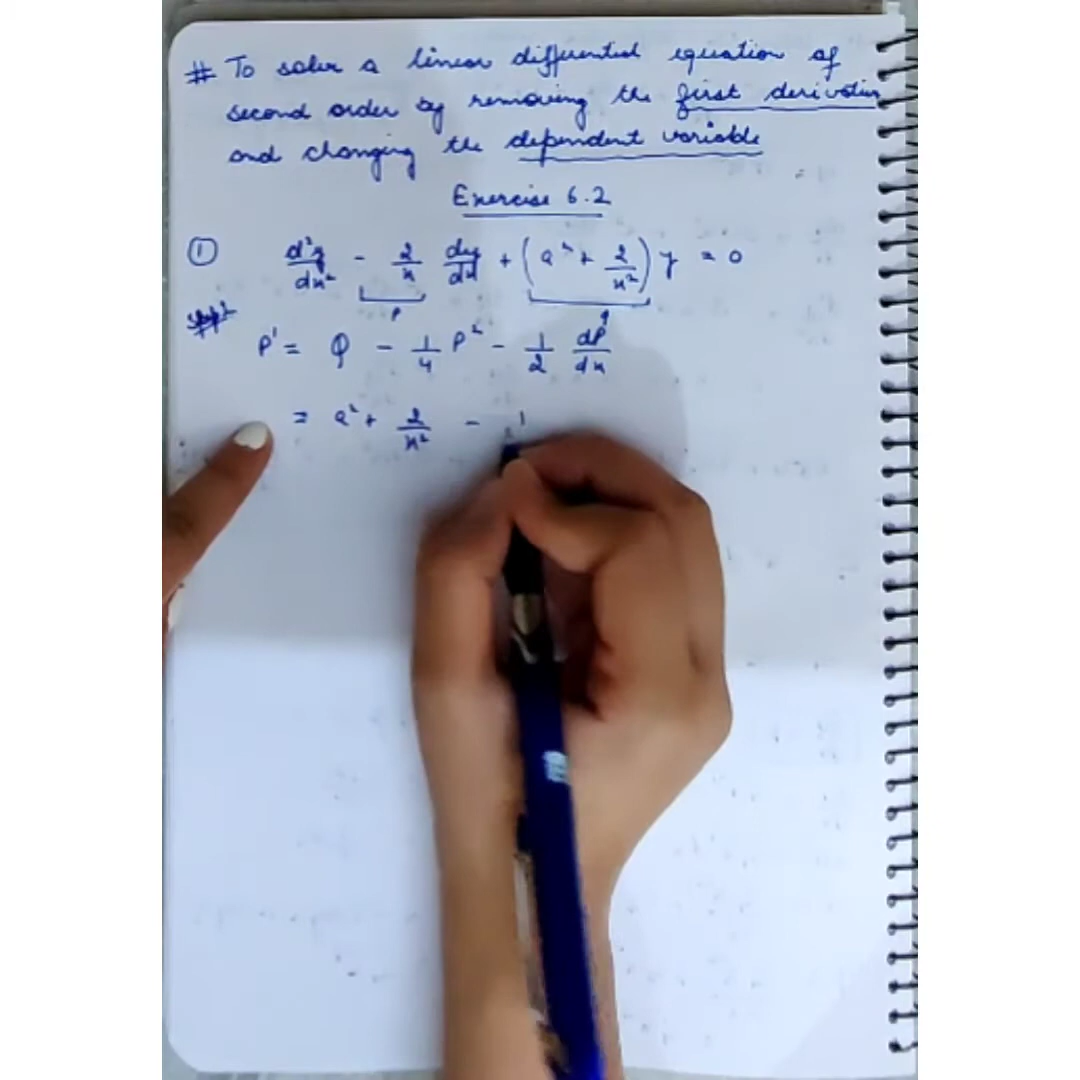 # To solve a linear differential equation of
second order by removing the first derivative
and changing the dependent variable
Exercise 6.2
① d²y/dx² - 2/x dy/dx + (a² + 2/x²) y = 0
P Q
P' = Q - 1/4 P² - 1/2 dP/dx
= a² + 2/x² - 1